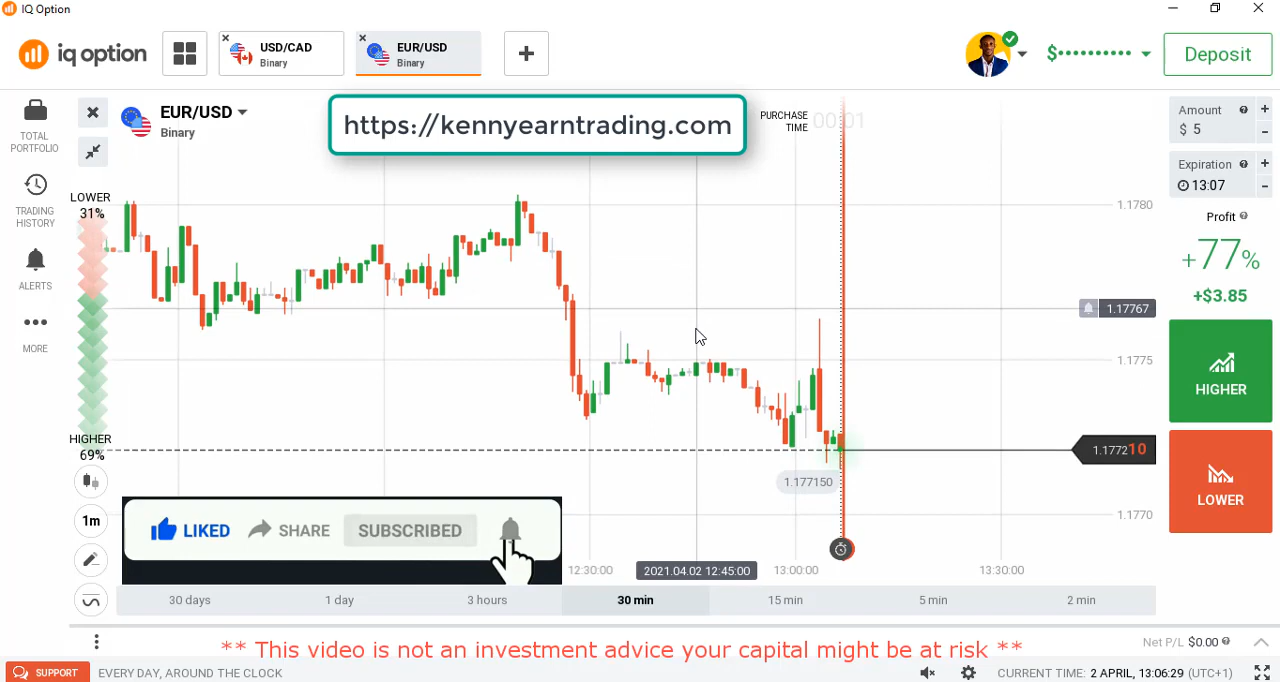 IQ Option
iq option
USD/CAD
Binary
EUR/USD
Binary
+
$••••••••••
Deposit
TOTAL
PORTFOLIO
TRADING
HISTORY
ALERTS
MORE
EUR/USD
Binary
https://kennyearntrading.com
PURCHASE
TIME
00:01
LOWER
31%
HIGHER
69%
1m
1.1780
1.17767
1.1775
1.177210
1.177150
1.1770
Amount
$ 5
+
-
Expiration
13:07
+
-
Profit
+77%
+$3.85
HIGHER
LOWER
LIKED
SHARE
SUBSCRIBED
12:30:00
2021.04.02 12:45:00
13:00:00
13:30:00
30 days
1 day
3 hours
30 min
15 min
5 min
2 min
** This video is not an investment advice your capital might be at risk **
Net P/L $0.00
SUPPORT
EVERY DAY, AROUND THE CLOCK
CURRENT TIME: 2 APRIL, 13:06:29 (UTC+1)